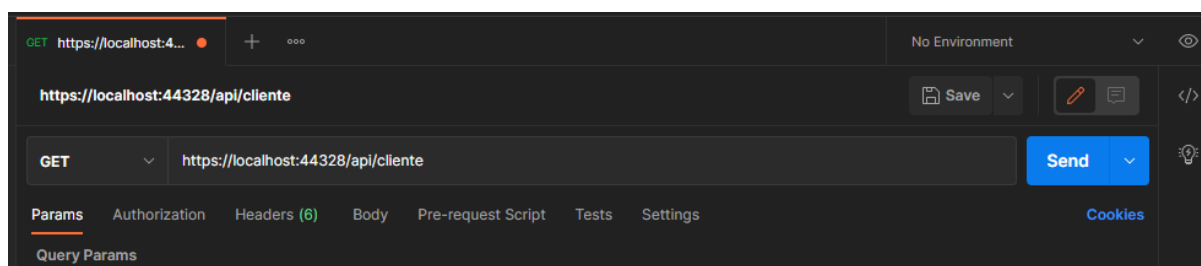 GET https://localhost:4... No Environment
https://localhost:44328/api/cliente Save
GET https://localhost:44328/api/cliente Send
Params Authorization Headers (6) Body Pre-request Script Tests Settings Cookies
Query Params